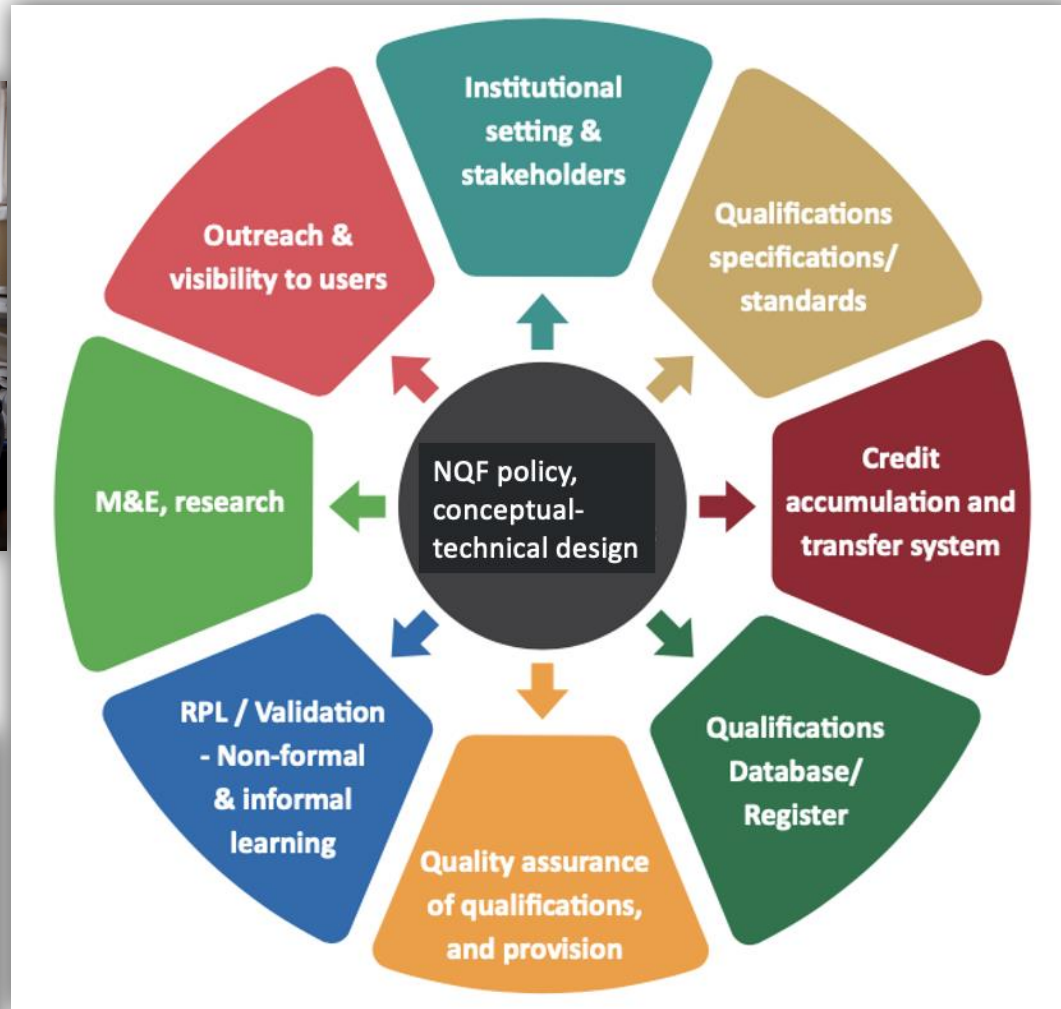 Institutional
setting &
stakeholders
Qualifications
specifications/
standards
Credit
accumulation and
transfer system
Qualifications
Database/
Register
Quality assurance
of qualifications,
and provision
RPL / Validation
- Non-formal
& informal
learning
M&E, research
Outreach &
visibility to users
NQF policy,
conceptual-
technical design